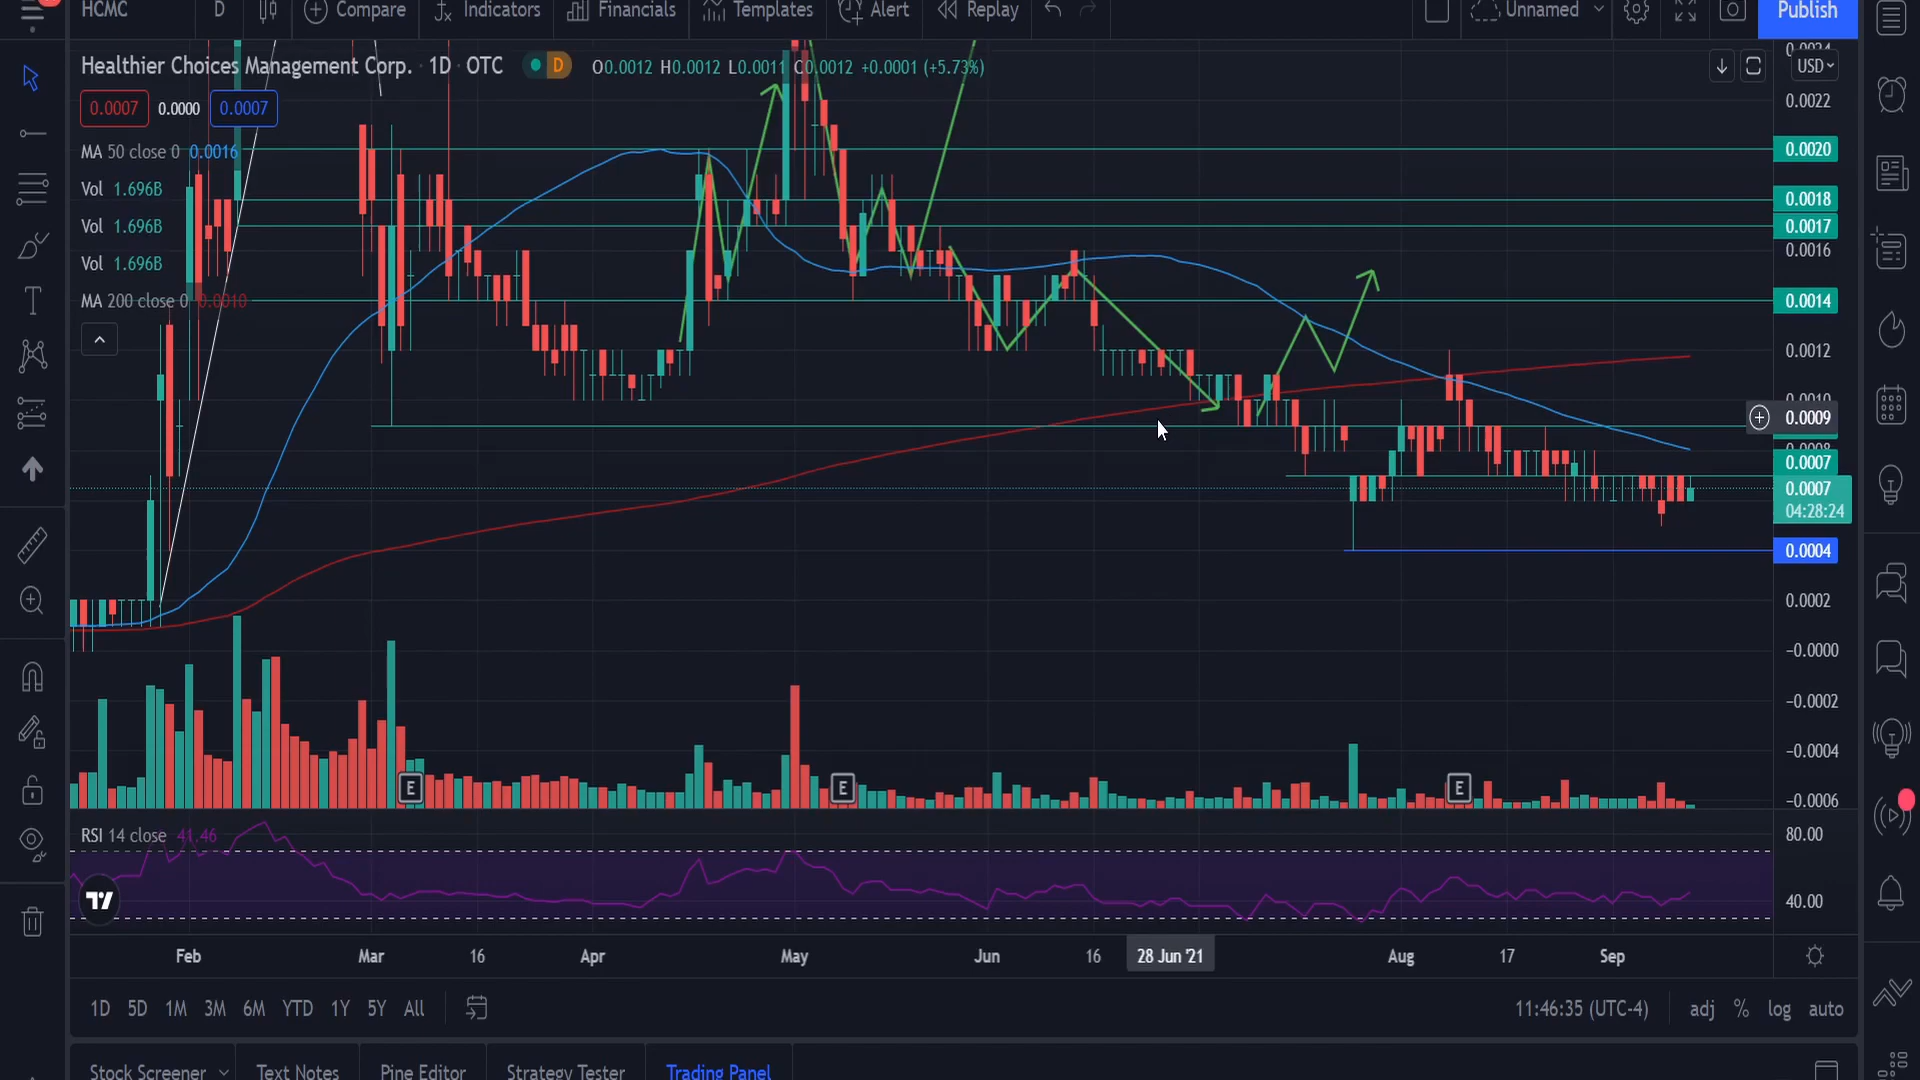 HCMC D Compare Indicators Financials Templates Alert Replay Unnamed Publish
Healthier Choices Management Corp. · 1D · OTC D O0.0012 H0.0012 L0.0011 C0.0012 +0.0001 (+5.73%)
USD
0.0007 0.0000 0.0007
MA 50 close 0 0.0016
Vol 1.696B
Vol 1.696B
Vol 1.696B
MA 200 close 0 0.0010
0.0024
0.0022
0.0020
0.0018
0.0017
0.0016
0.0014
0.0012
0.0010
0.0009
0.0008
0.0007
0.0007
04:28:24
0.0004
0.0002
−0.0000
−0.0002
−0.0004
−0.0006
E E E
RSI 14 close 41.46
80.00
40.00
Feb Mar 16 Apr May Jun 16 28 Jun '21 Aug 17 Sep
1D 5D 1M 3M 6M YTD 1Y 5Y All 11:46:35 (UTC-4) adj % log auto
Stock Screener Text Notes Pine Editor Strategy Tester Trading Panel